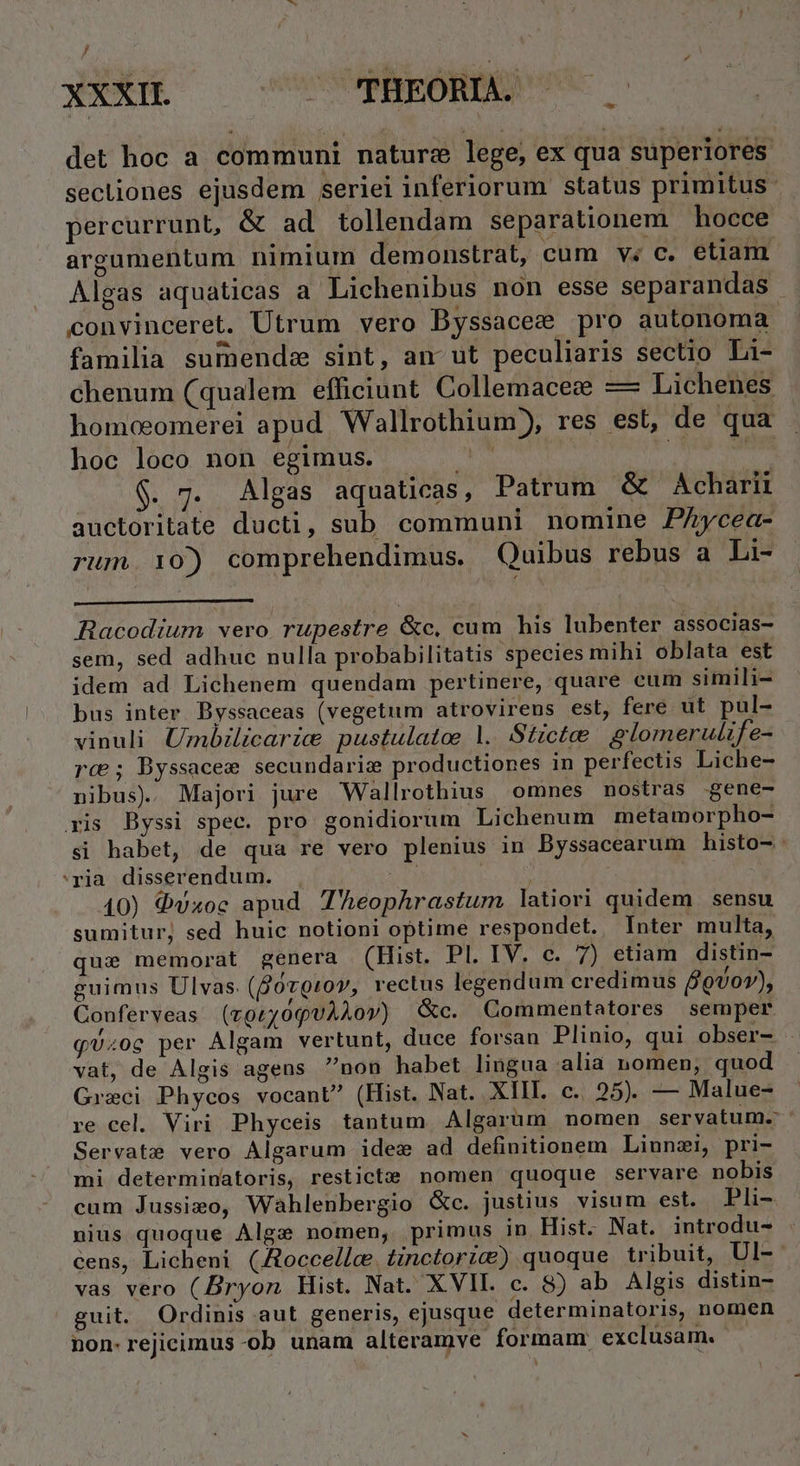 XXXII. THEORIA.
det hoc a communi naturæ lege, ex qua superiores
sectiones ejusdem seriei inferiorum status primitus
percurrunt, & ad tollendam separationem hocce
argumentum nimium demonstrat, cum v. c. etiam
Algas aquaticas a Lichenibus non esse separandas
convinceret. Utrum vero Byssaceæ pro autonoma
familia sumendæ sint, an ut peculiaris sectio Li-
chenum (qualem efficiunt Collemaceæ == Lichenes
homœomerei apud Wallrothium), res est, de qua
hoc loco non egimus.
§. 7. Algas aquaticas, Patrum & Acharii
auctoritate ducti, sub communi nomine Phycea-
rum 10) comprehendimus. Quibus rebus a Li-
Racodium vero rupestre &c, cum his lubenter associas-
sem, sed adhuc nulla probabilitatis species mihi oblata est
idem ad Lichenem quendam pertinere, quare cum simili-
bus inter Byssaceas (vegetum atrovirens est, fere ut pul-
vinuli Umbilicariæ pustulatæ l. Stictæ glomerulife-
ræ; Byssaceæ secundariæ productiones in perfectis Liche-
nibus). Majori jure Wallrothius omnes nostras gene-
ris Byssi spec. pro gonidiorum Lichenum metamorpho-
si habet, de qua re vero plenius in Byssacearum histo-
ria disserendum.
10) Φύκος apud Theophrastum latiori quidem sensu
sumitur, sed huic notioni optime respondet. Inter multa,
quæ memorat genera (Hist. Pl. IV. c. 7) etiam distin-
guimus Ulvas (βότριον, rectus legendum credimus βρύον),
Conferveas (τριχόφυλλον) &c. Commentatores semper
φύκος per Algam vertunt, duce forsan Plinio, qui obser-
vat, de Algis agens ”non habet lingua alia nomen, quod
Græci Phycos vocant” (Hist. Nat. XIII. c. 25). — Malue-
re cel. Viri Phyceis tantum Algarum nomen servatum.
Servatæ vero Algarum ideæ ad definitionem Linnæi, pri-
mi determinatoris, restictæ nomen quoque servare nobis
cum Jussiæo, Wahlenbergio &c. justius visum est. Pli-
nius quoque Algæ nomen, primus in Hist. Nat. introdu-
cens, Licheni (Roccellæ tinctoriæ) quoque tribuit, Ul-
vas vero (Bryon Hist. Nat. XVII. c. 8) ab Algis distin-
guit. Ordinis aut generis, ejusque determinatoris, nomen
non rejicimus ob unam alteramve formam exclusam.